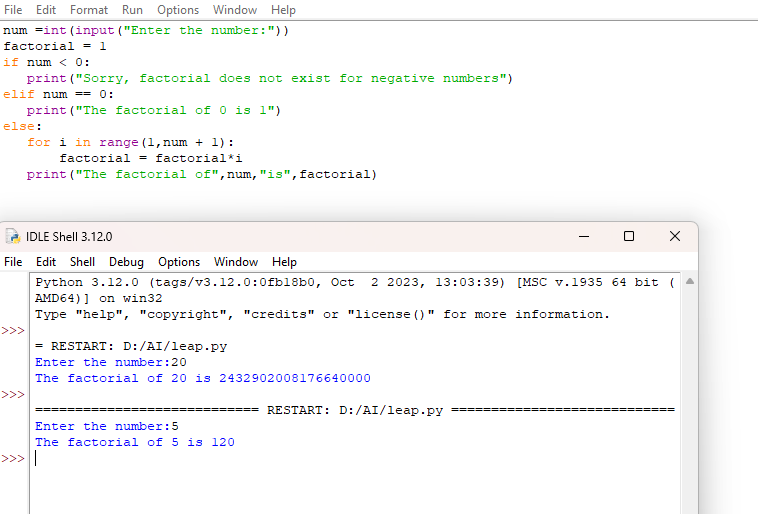 File Edit Format Run Options Window Help
num =int(input("Enter the number:"))
factorial = 1
if num < 0:
   print("Sorry, factorial does not exist for negative numbers")
elif num == 0:
   print("The factorial of 0 is 1")
else:
   for i in range(1,num + 1):
       factorial = factorial*i
   print("The factorial of",num,"is",factorial)
IDLE Shell 3.12.0
File Edit Shell Debug Options Window Help
Python 3.12.0 (tags/v3.12.0:0fb18b0, Oct  2 2023, 13:03:39) [MSC v.1935 64 bit (
AMD64)] on win32
Type "help", "copyright", "credits" or "license()" for more information.
>>>
= RESTART: D:/AI/leap.py
Enter the number:20
The factorial of 20 is 2432902008176640000
>>>
============================ RESTART: D:/AI/leap.py ============================
Enter the number:5
The factorial of 5 is 120
>>>